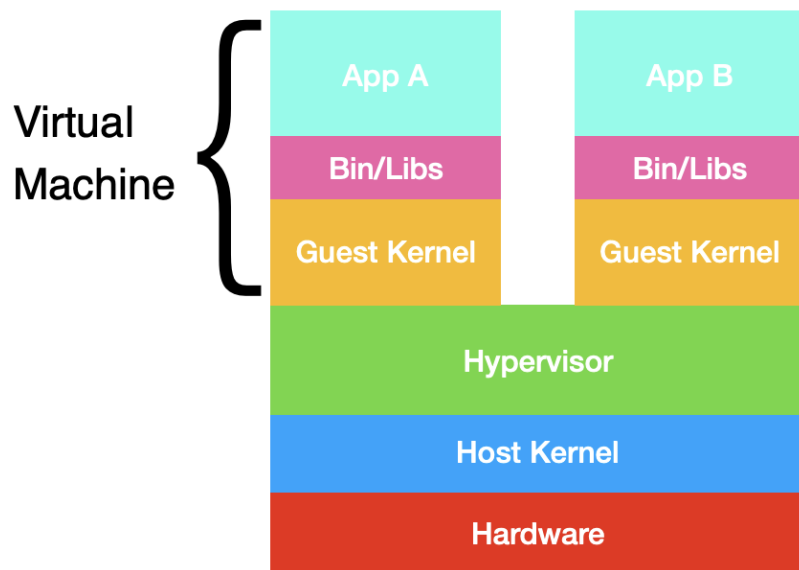 Virtual
Machine
App A
App B
Bin/Libs
Bin/Libs
Guest Kernel
Guest Kernel
Hypervisor
Host Kernel
Hardware